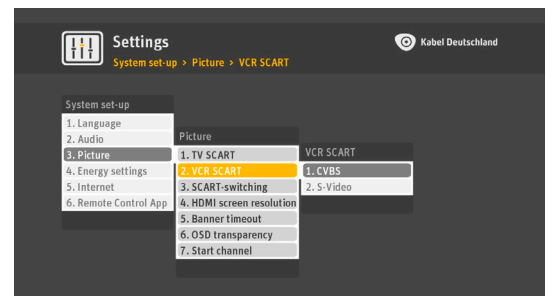 Settings
System set-up > Picture > VCR SCART
Kabel Deutschland
System set-up
1. Language
2. Audio
3. Picture
4. Energy settings
5. Internet
6. Remote Control App
Picture
1. TV SCART
2. VCR SCART
3. SCART-switching
4. HDMI screen resolution
5. Banner timeout
6. OSD transparency
7. Start channel
VCR SCART
1. CVBS
2. S-Video